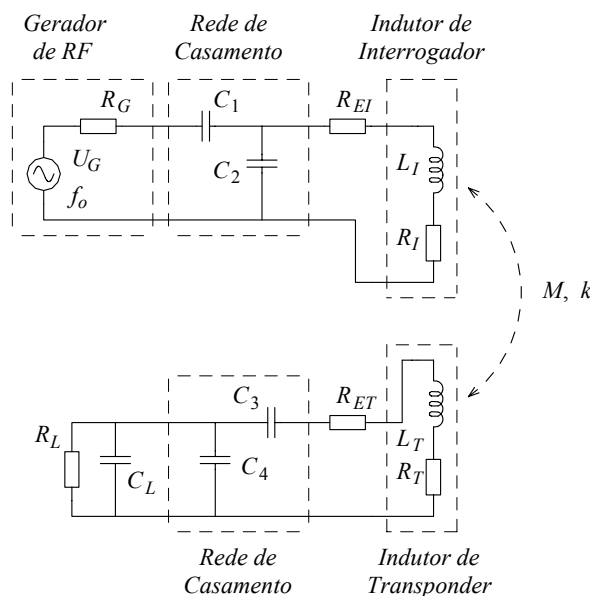 Gerador de RF
Rede de Casamento
Indutor de Interrogador
R_G
C_1
R_EI
U_G
C_2
L_I
f_o
R_I
M, k
C_3
R_ET
R_L
C_L
C_4
L_T
R_T
Rede de Casamento
Indutor de Transponder